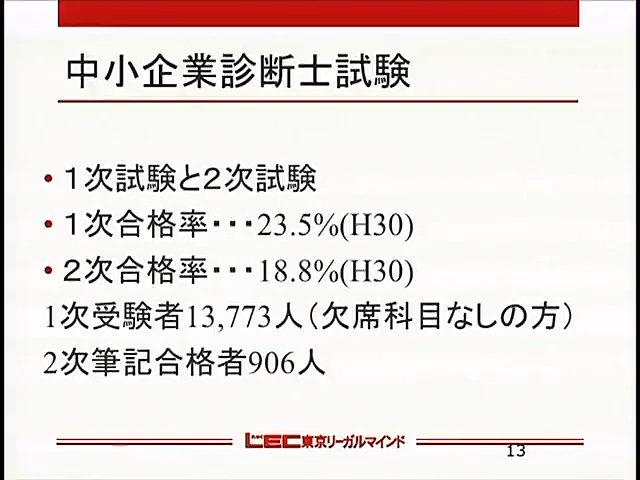 中小企業診断士試験
• １次試験と２次試験
• １次合格率･･･23.5%(H30)
• ２次合格率･･･18.8%(H30)
1次受験者13,773人（欠席科目なしの方）
2次筆記合格者906人
LEC東京リーガルマインド
13